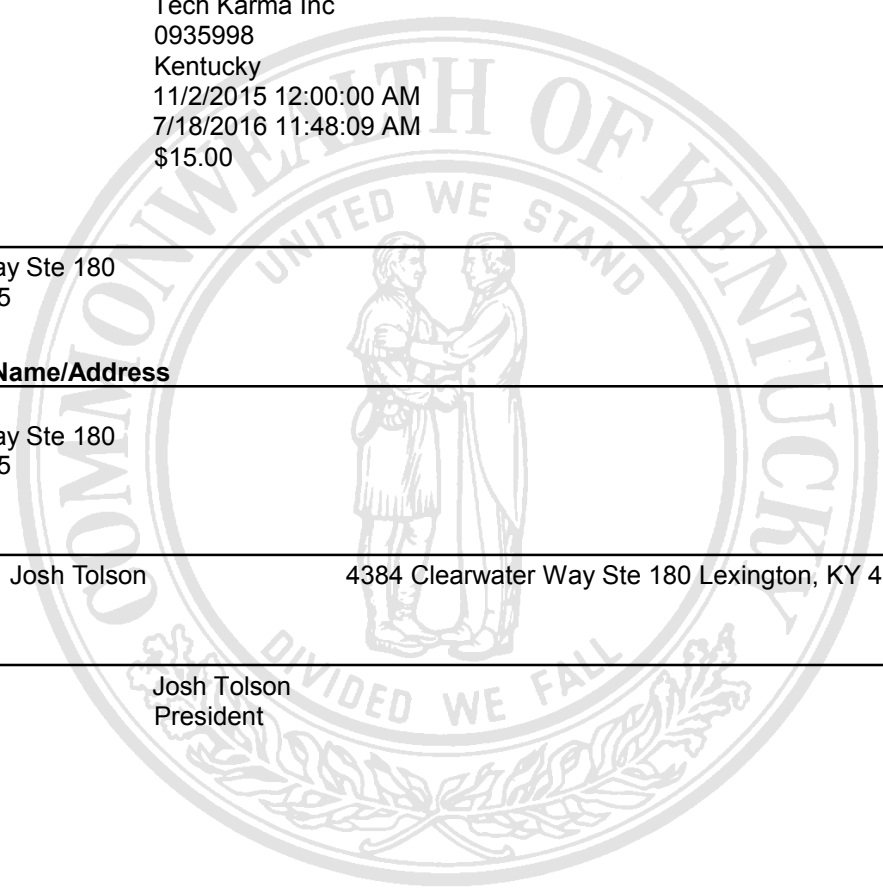 Tech Karma Inc
0935998
Kentucky
11/2/2015 12:00:00 AM
7/18/2016 11:48:09 AM
$15.00
COMMONWEALTH OF KENTUCKY
UNITED WE STAND
ay Ste 180
5
Name/Address
ay Ste 180
5
Josh Tolson 4384 Clearwater Way Ste 180 Lexington, KY 4
DIVIDED WE FALL
Josh Tolson
President